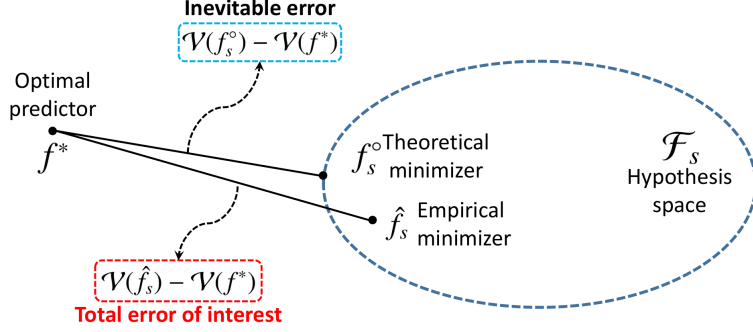 Inevitable error
𝒱(f_s^∘) − 𝒱(f*)
Optimal
predictor
f*
f_s^∘ Theoretical
minimizer
f̂_s Empirical
minimizer
ℱ_s
Hypothesis
space
𝒱(f̂_s) − 𝒱(f*)
Total error of interest